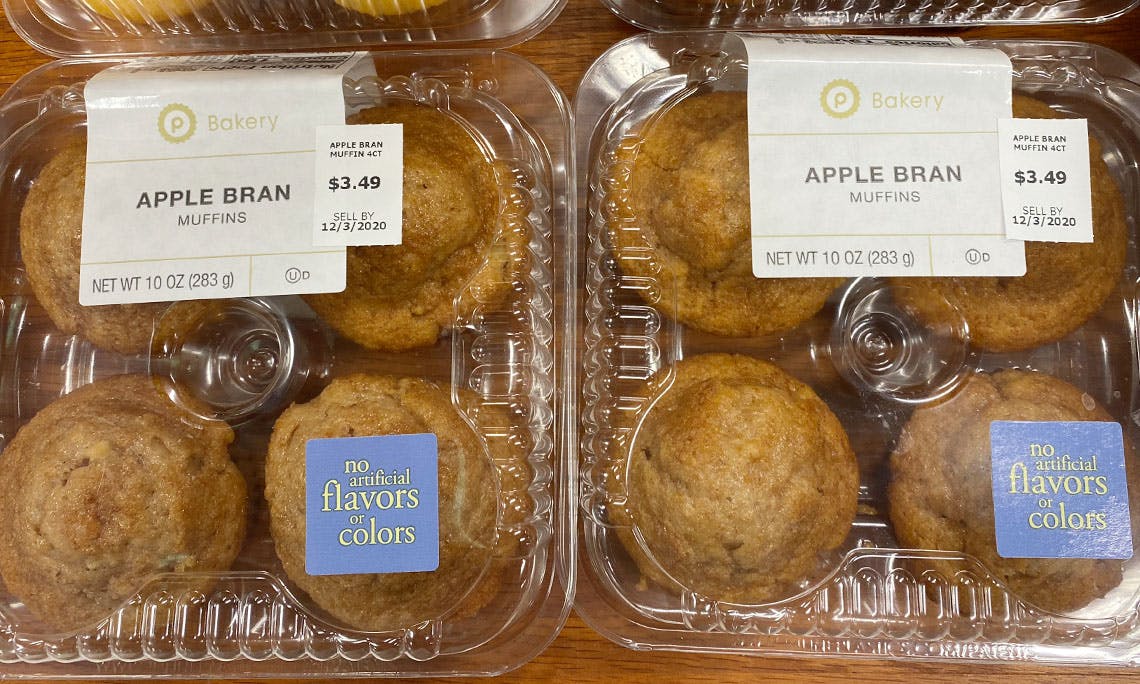 p Bakery
APPLE BRAN
MUFFINS
NET WT 10 OZ (283 g)
U D
APPLE BRAN
MUFFIN 4CT
$3.49
SELL BY
12/3/2020
no
artificial
flavors
or
colors
p Bakery
APPLE BRAN
MUFFINS
NET WT 10 OZ (283 g)
U D
APPLE BRAN
MUFFIN 4CT
$3.49
SELL BY
12/3/2020
no
artificial
flavors
or
colors